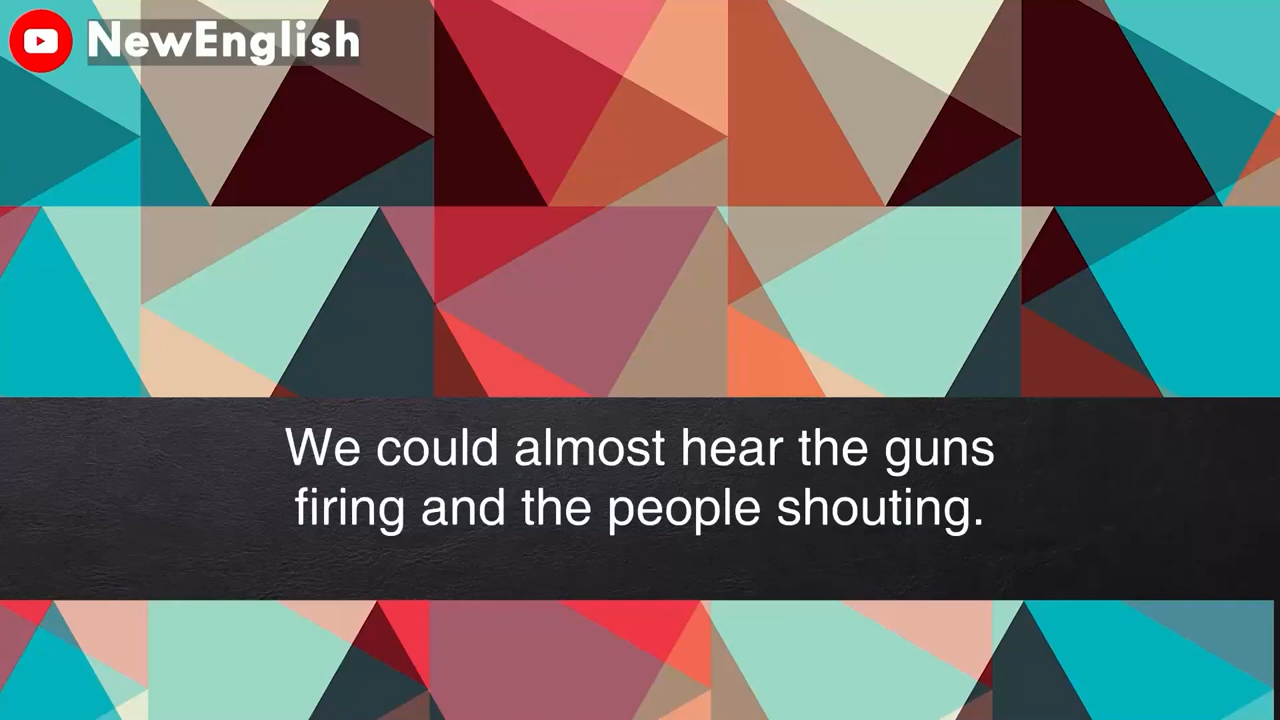 NewEnglish
We could almost hear the guns
firing and the people shouting.